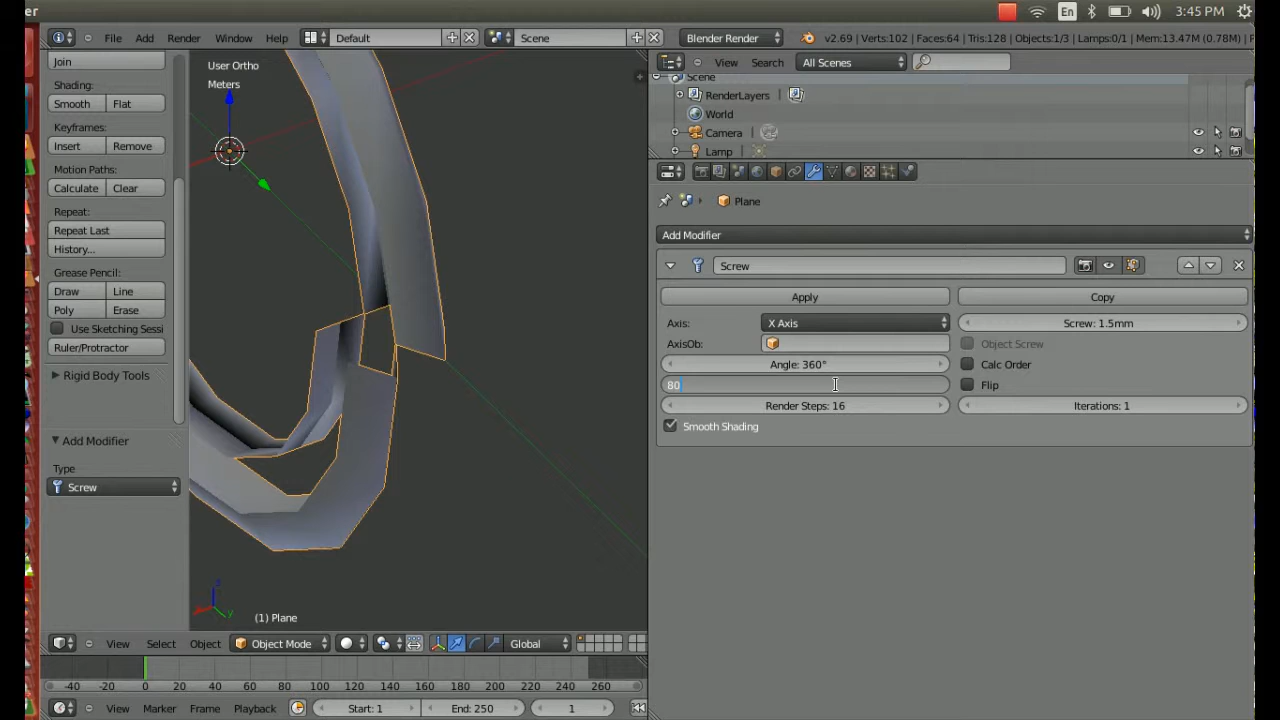 er
En
3:45 PM
File Add Render Window Help Default Scene Blender Render v2.69 | Verts:102 | Faces:64 | Tris:128 | Objects:1/3 | Lamps:0/1 | Mem:13.47M (0.78M) |
Join
Shading:
Smooth Flat
Keyframes:
Insert Remove
Motion Paths:
Calculate Clear
Repeat:
Repeat Last
History...
Grease Pencil:
Draw Line
Poly Erase
Use Sketching Sessi
Ruler/Protractor
Rigid Body Tools
Add Modifier
Type
Screw
User Ortho
Meters
z
y
(1) Plane
View Select Object Object Mode Global
-40 -20 0 20 40 60 80 100 120 140 160 180 200 220 240 260
View Marker Frame Playback Start: 1 End: 250 1
View Search All Scenes
Scene
RenderLayers
World
Camera
Lamp
Plane
Add Modifier
Screw
Apply Copy
Axis: X Axis Screw: 1.5mm
AxisOb: Object Screw
Angle: 360° Calc Order
80 Flip
Render Steps: 16 Iterations: 1
Smooth Shading